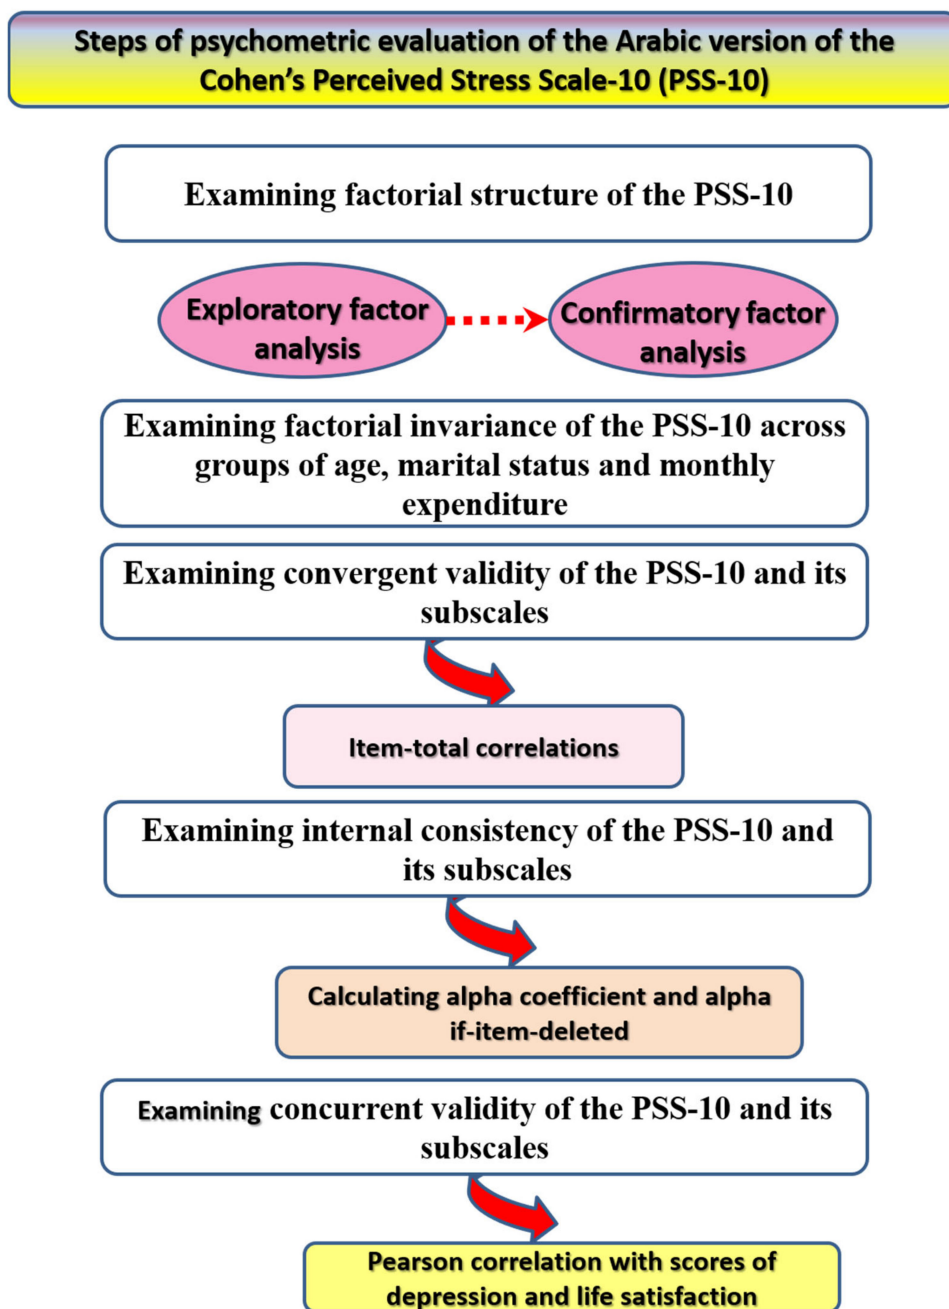 Steps of psychometric evaluation of the Arabic version of the
Cohen's Perceived Stress Scale-10 (PSS-10)
Examining factorial structure of the PSS-10
Exploratory factor
analysis
Confirmatory factor
analysis
Examining factorial invariance of the PSS-10 across
groups of age, marital status and monthly
expenditure
Examining convergent validity of the PSS-10 and its
subscales
Item-total correlations
Examining internal consistency of the PSS-10 and
its subscales
Calculating alpha coefficient and alpha
if-item-deleted
Examining concurrent validity of the PSS-10 and its
subscales
Pearson correlation with scores of
depression and life satisfaction